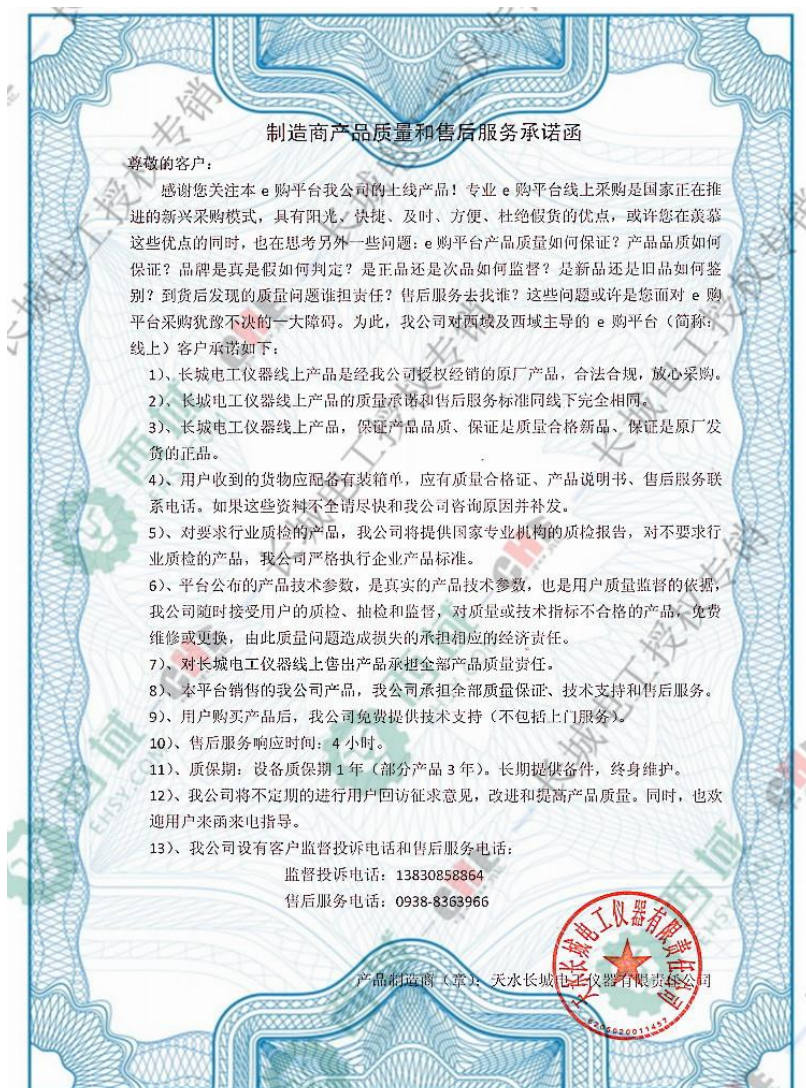 制造商产品质量和售后服务承诺函
尊敬的客户：
感谢您关注本 e 购平台我公司的上线产品！专业 e 购平台线上采购是国家正在推
进的新兴采购模式，具有阳光、快捷、及时、方便、杜绝假货的优点，或许您在羡慕
这些优点的同时，也在思考另外一些问题：e 购平台产品质量如何保证？产品品质如何
保证？品牌是真是假如何判定？是正品还是次品如何监督？是新品还是旧品如何鉴
别？到货后发现的质量问题谁担责任？售后服务去找谁？这些问题或许是您面对 e 购
平台采购犹豫不决的一大障碍。为此，我公司对西域及西域主导的 e 购平台（简称：
线上）客户承诺如下：
1）、长城电工仪器线上产品是经我公司授权经销的原厂产品，合法合规，放心采购。
2）、长城电工仪器线上产品的质量承诺和售后服务标准同线下完全相同。
3）、长城电工仪器线上产品，保证产品品质、保证是质量合格新品、保证是原厂发
货的正品。
4）、用户收到的货物应配备有装箱单，应有质量合格证、产品说明书、售后服务联
系电话。如果这些资料不全请尽快和我公司咨询原因并补发。
5）、对要求行业质检的产品，我公司将提供国家专业机构的质检报告，对不要求行
业质检的产品，我公司严格执行企业产品标准。
6）、平台公布的产品技术参数，是真实的产品技术参数，也是用户质量监督的依据，
我公司随时接受用户的质检、抽检和监督，对质量或技术指标不合格的产品，免费
维修或更换，由此质量问题造成损失的承担相应的经济责任。
7）、对长城电工仪器线上售出产品承担全部产品质量责任。
8）、本平台销售的我公司产品，我公司承担全部质量保证、技术支持和售后服务。
9）、用户购买产品后，我公司免费提供技术支持（不包括上门服务）。
10）、售后服务响应时间：4 小时。
11）、质保期：设备质保期 1 年（部分产品 3 年）。长期提供备件，终身维护。
12）、我公司将不定期的进行用户回访征求意见，改进和提高产品质量。同时，也欢
迎用户来函来电指导。
13）、我公司设有客户监督投诉电话和售后服务电话：
监督投诉电话：13830858864
售后服务电话：0938-8363966
产品制造商（章）：天水长城电工仪器有限责任公司
天水长城电工仪器有限责任公司
6205020011457
长城电工授权专销
西域